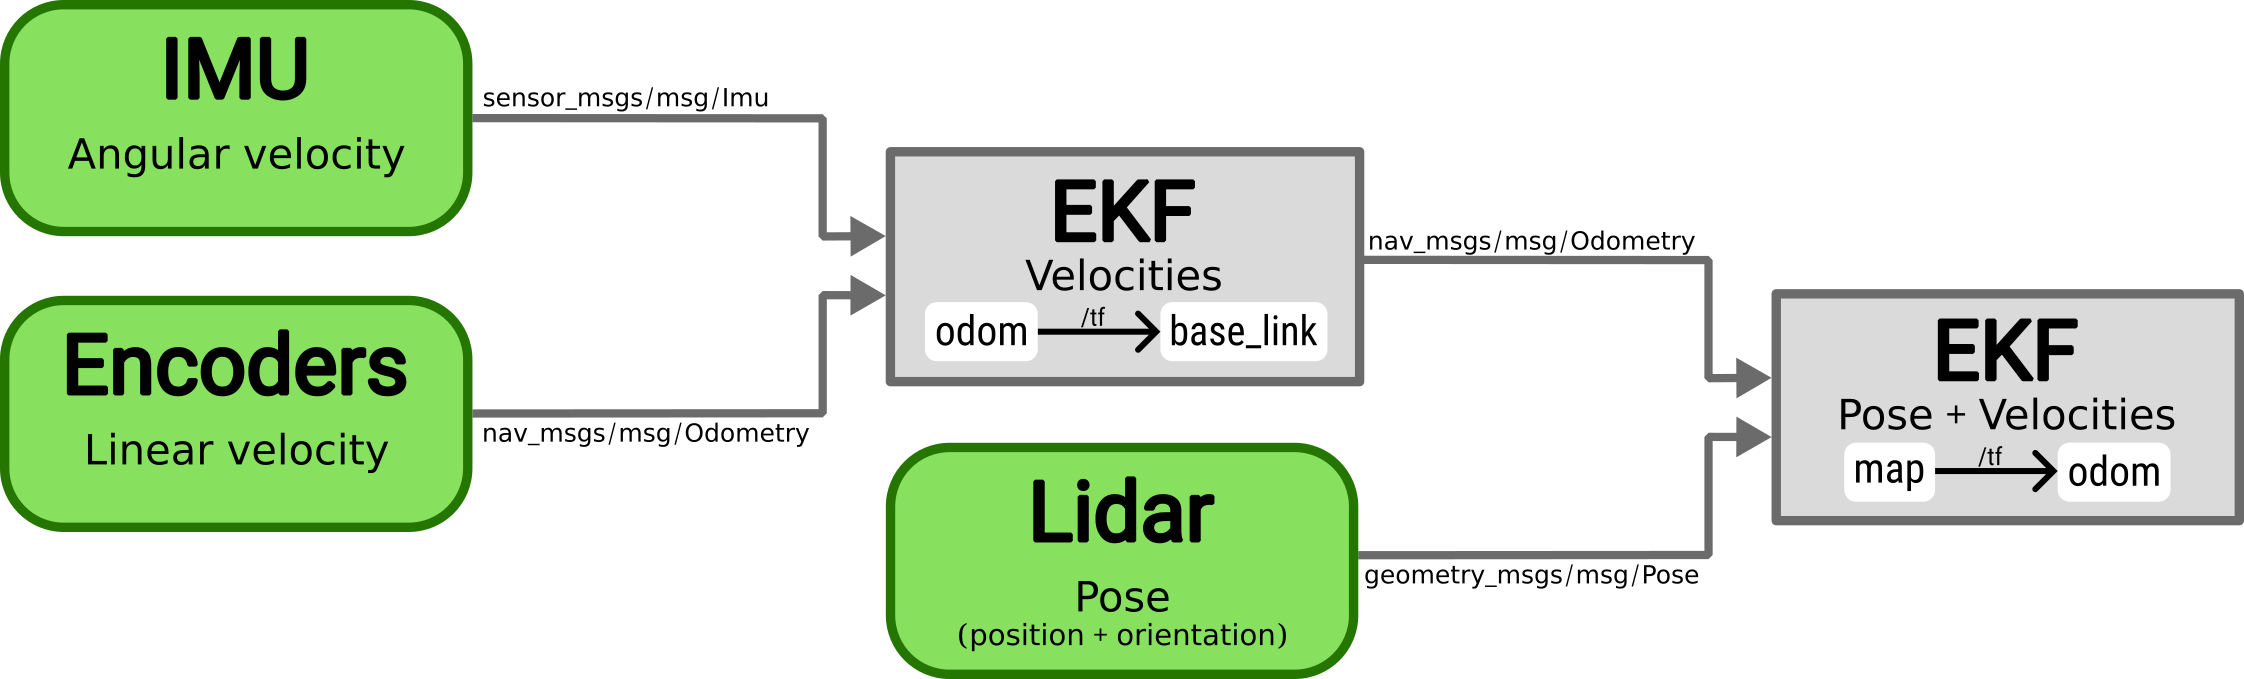 IMU
Angular velocity
sensor_msgs/msg/Imu
Encoders
Linear velocity
nav_msgs/msg/Odometry
EKF
Velocities
odom /tf base_link
nav_msgs/msg/Odometry
Lidar
Pose
(position + orientation)
geometry_msgs/msg/Pose
EKF
Pose + Velocities
map /tf odom